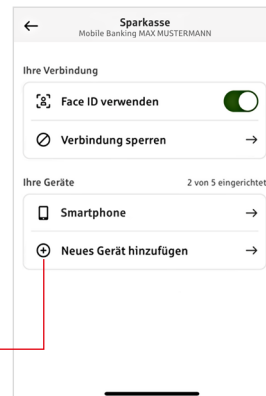 Sparkasse
Mobile Banking MAX MUSTERMANN
Ihre Verbindung
Face ID verwenden
Verbindung sperren
Ihre Geräte 2 von 5 eingerichtet
Smartphone
Neues Gerät hinzufügen